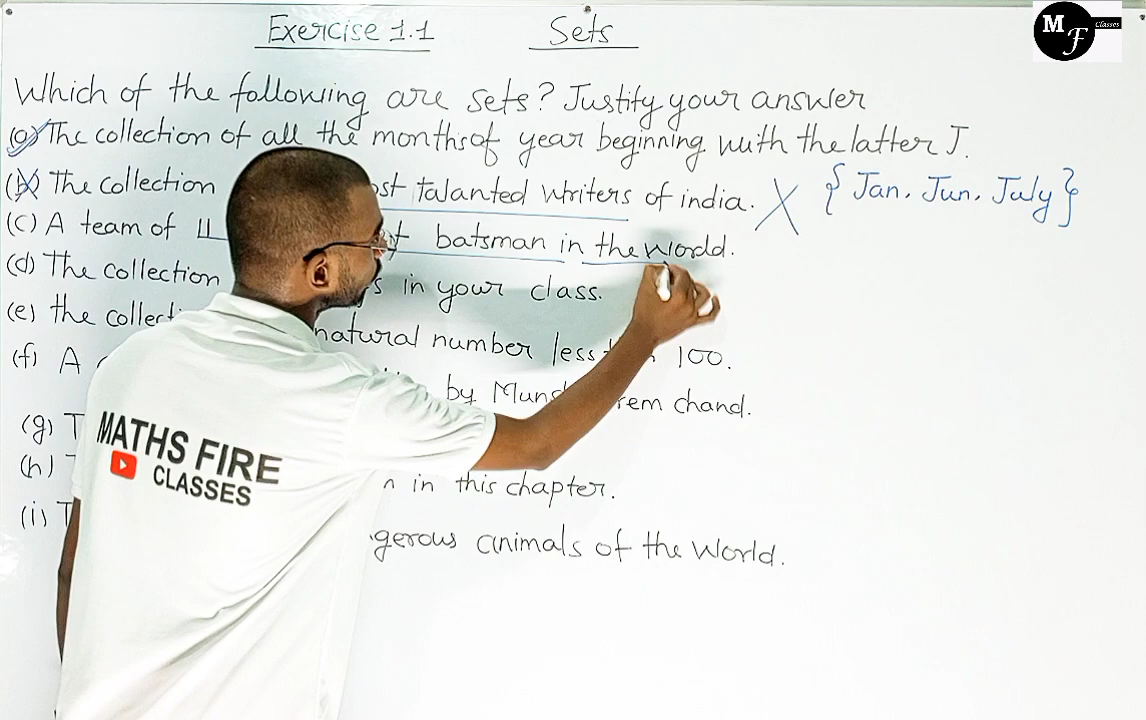 Exercise 1.1 Sets
M F Classes
Which of the following are sets? Justify your answer
(a) The collection of all the months of year beginning with the latter J.
(b) The collection st talanted writers of india. X { Jan, Jun, July }
(c) A team of 11 batsman in the world.
(d) The collection in your class.
(e) the collect natural number less 100.
(f) A by chand.
(g) T
(h) in this chapter.
(i) T gerous animals of the World.
MATHS FIRE
CLASSES